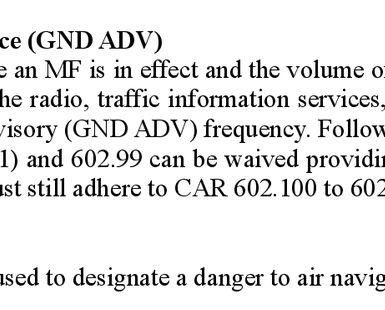 ce (GND ADV)
e an MF is in effect and the volume o
he radio, traffic information services,
visory (GND ADV) frequency. Follow
1) and 602.99 can be waived providin
ust still adhere to CAR 602.100 to 602
used to designate a danger to air navig